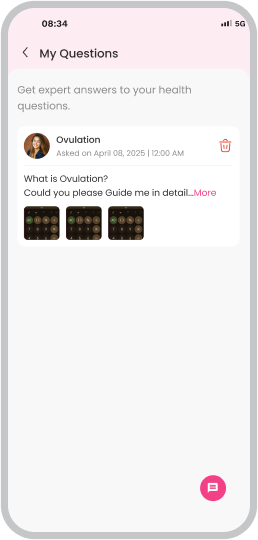 08:34
5G
My Questions
Get expert answers to your health
questions.
Ovulation
Asked on April 08, 2025 | 12:00 AM
What is Ovulation?
Could you please Guide me in detail...More